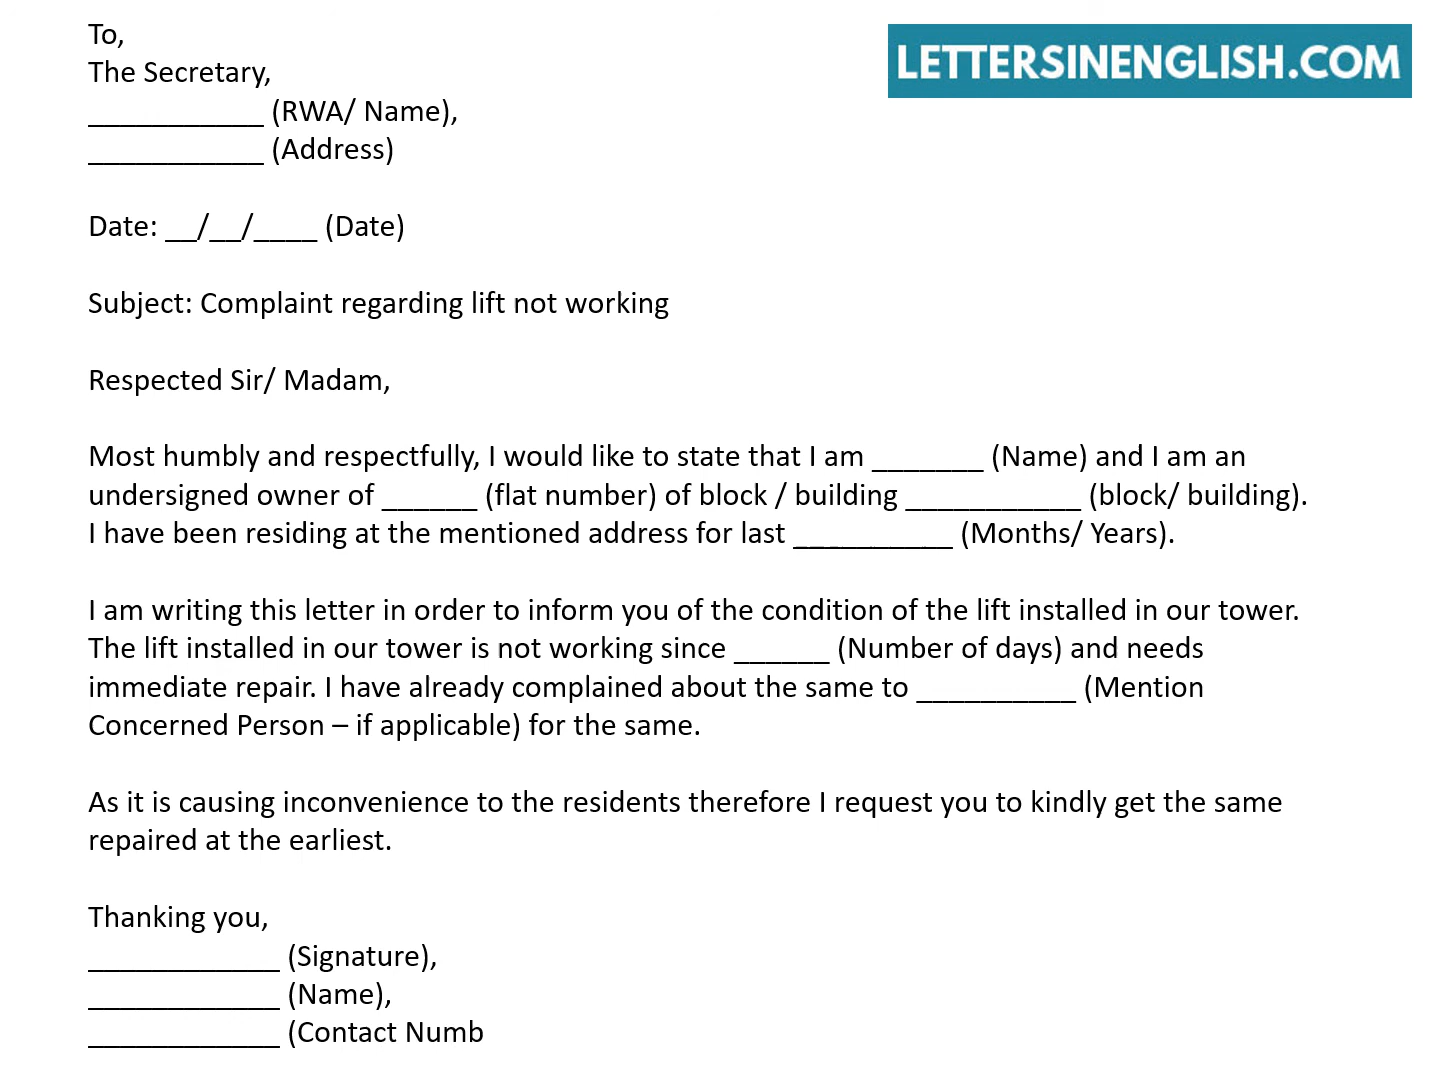 To,
LETTERSINENGLISH.COM
The Secretary,
___________ (RWA/ Name),
___________ (Address)
Date: __/__/____ (Date)
Subject: Complaint regarding lift not working
Respected Sir/ Madam,
Most humbly and respectfully, I would like to state that I am _______ (Name) and I am an
undersigned owner of ______ (flat number) of block / building ___________ (block/ building).
I have been residing at the mentioned address for last __________ (Months/ Years).
I am writing this letter in order to inform you of the condition of the lift installed in our tower.
The lift installed in our tower is not working since ______ (Number of days) and needs
immediate repair. I have already complained about the same to __________ (Mention
Concerned Person – if applicable) for the same.
As it is causing inconvenience to the residents therefore I request you to kindly get the same
repaired at the earliest.
Thanking you,
____________ (Signature),
____________ (Name),
____________ (Contact Numb